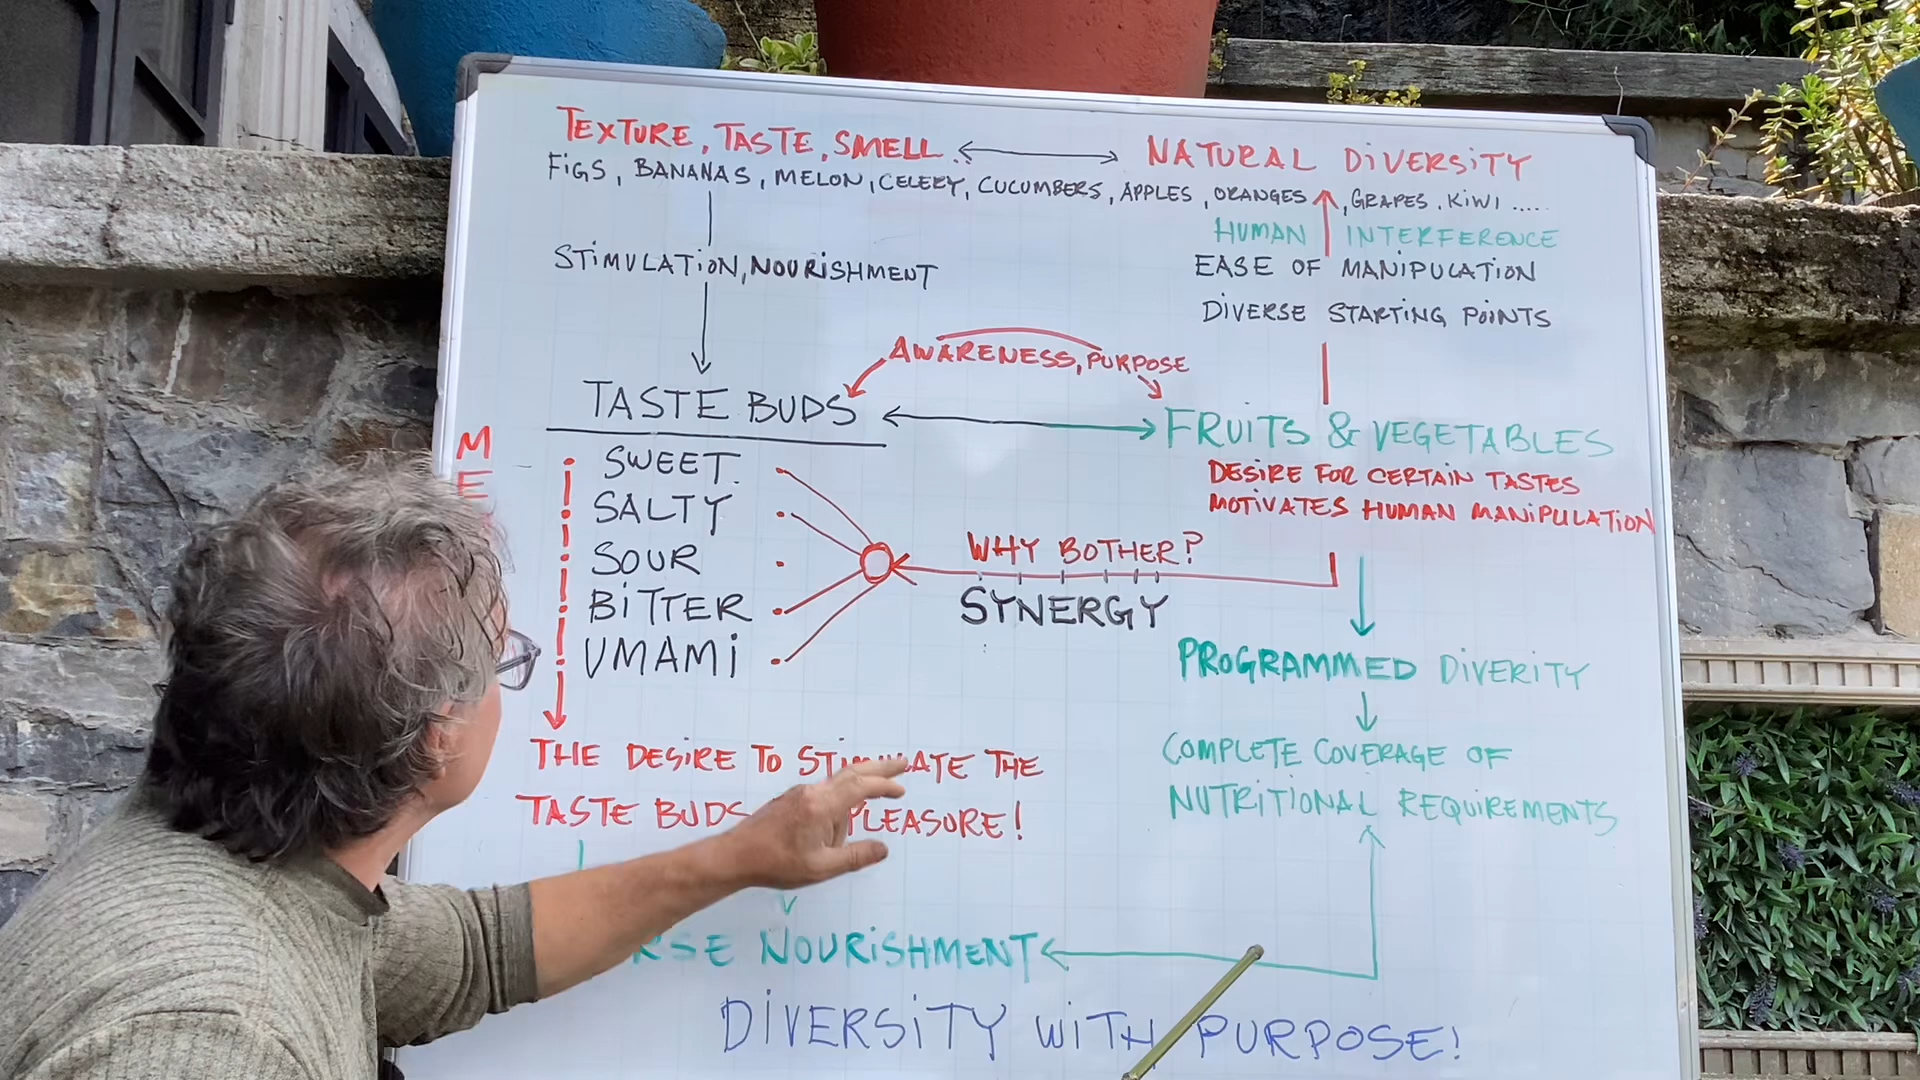 TEXTURE, TASTE, SMELL. NATURAL DIVERSITY
FIGS, BANANAS, MELON, CELERY, CUCUMBERS, APPLES, ORANGES, GRAPES, KIWI .....
HUMAN INTERFERENCE
STIMULATION, NOURISHMENT
EASE OF MANIPULATION
DIVERSE STARTING POINTS
AWARENESS, PURPOSE
TASTE BUDS
FRUITS & VEGETABLES
M
E
SWEET
SALTY
SOUR
BITTER
UMAMI
DESIRE FOR CERTAIN TASTES
MOTIVATES HUMAN MANIPULATION
WHY BOTHER?
SYNERGY
PROGRAMMED DIVERITY
COMPLETE COVERAGE OF
NUTRITIONAL REQUIREMENTS
THE DESIRE TO STIMULATE THE
TASTE BUDS PLEASURE!
NOURISHMENT
DIVERSITY WITH PURPOSE!